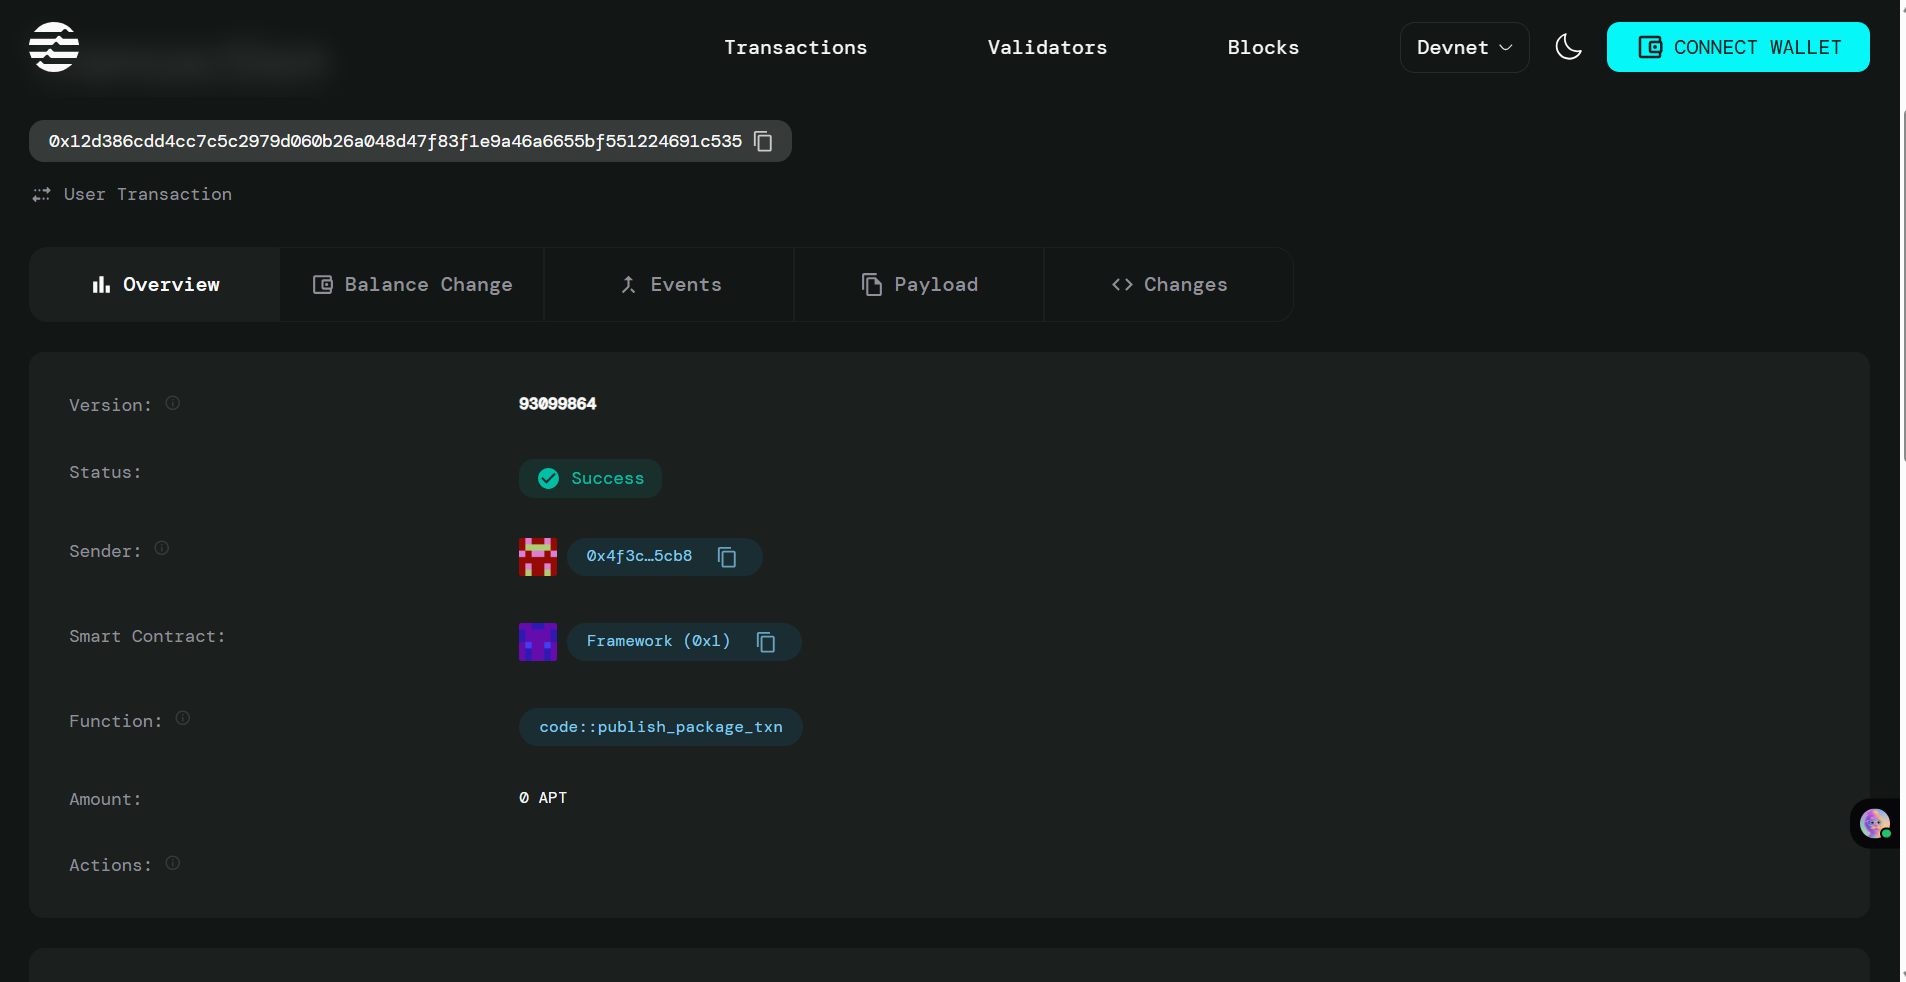 Transactions
Validators
Blocks
Devnet
CONNECT WALLET
0x12d386cdd4cc7c5c2979d060b26a048d47f83f1e9a46a6655bf551224691c535
User Transaction
Overview
Balance Change
Events
Payload
Changes
Version: 93099864
Status: Success
Sender: 0x4f3c…5cb8
Smart Contract: Framework (0x1)
Function: code::publish_package_txn
Amount: 0 APT
Actions: